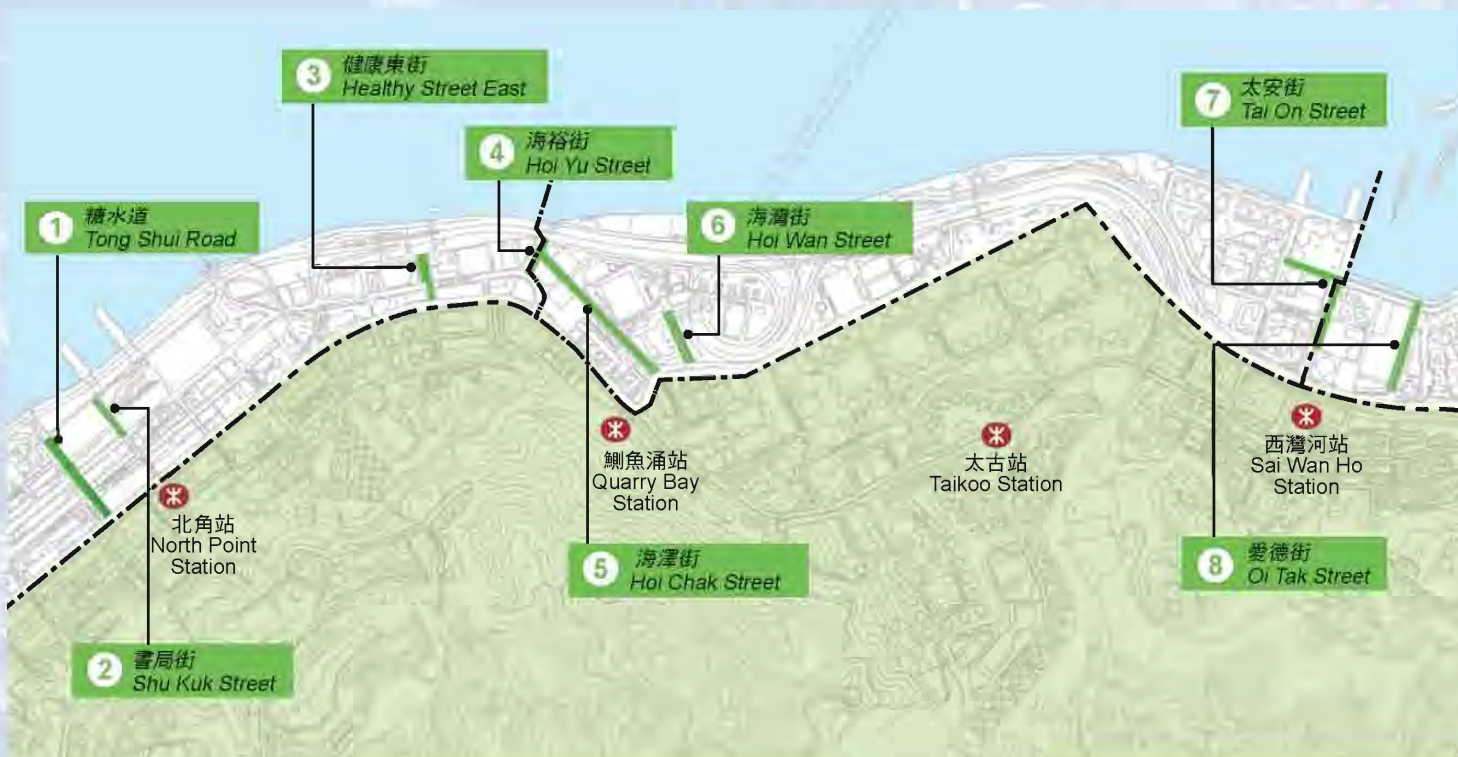 1
糖水道
Tong Shui Road
2
書局街
Shu Kuk Street
3
健康東街
Healthy Street East
4
海裕街
Hoi Yu Street
5
海澤街
Hoi Chak Street
6
海灣街
Hoi Wan Street
7
太安街
Tai On Street
8
愛德街
Oi Tak Street
北角站
North Point
Station
鰂魚涌站
Quarry Bay
Station
太古站
Taikoo Station
西灣河站
Sai Wan Ho
Station